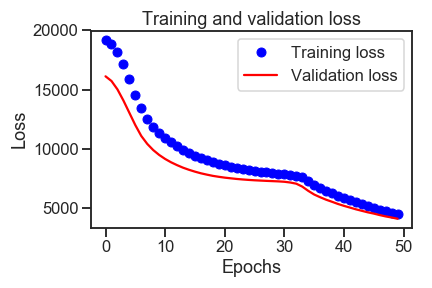 Training and validation loss
20000
15000
10000
5000
Loss
Training loss
Validation loss
0 10 20 30 40 50
Epochs